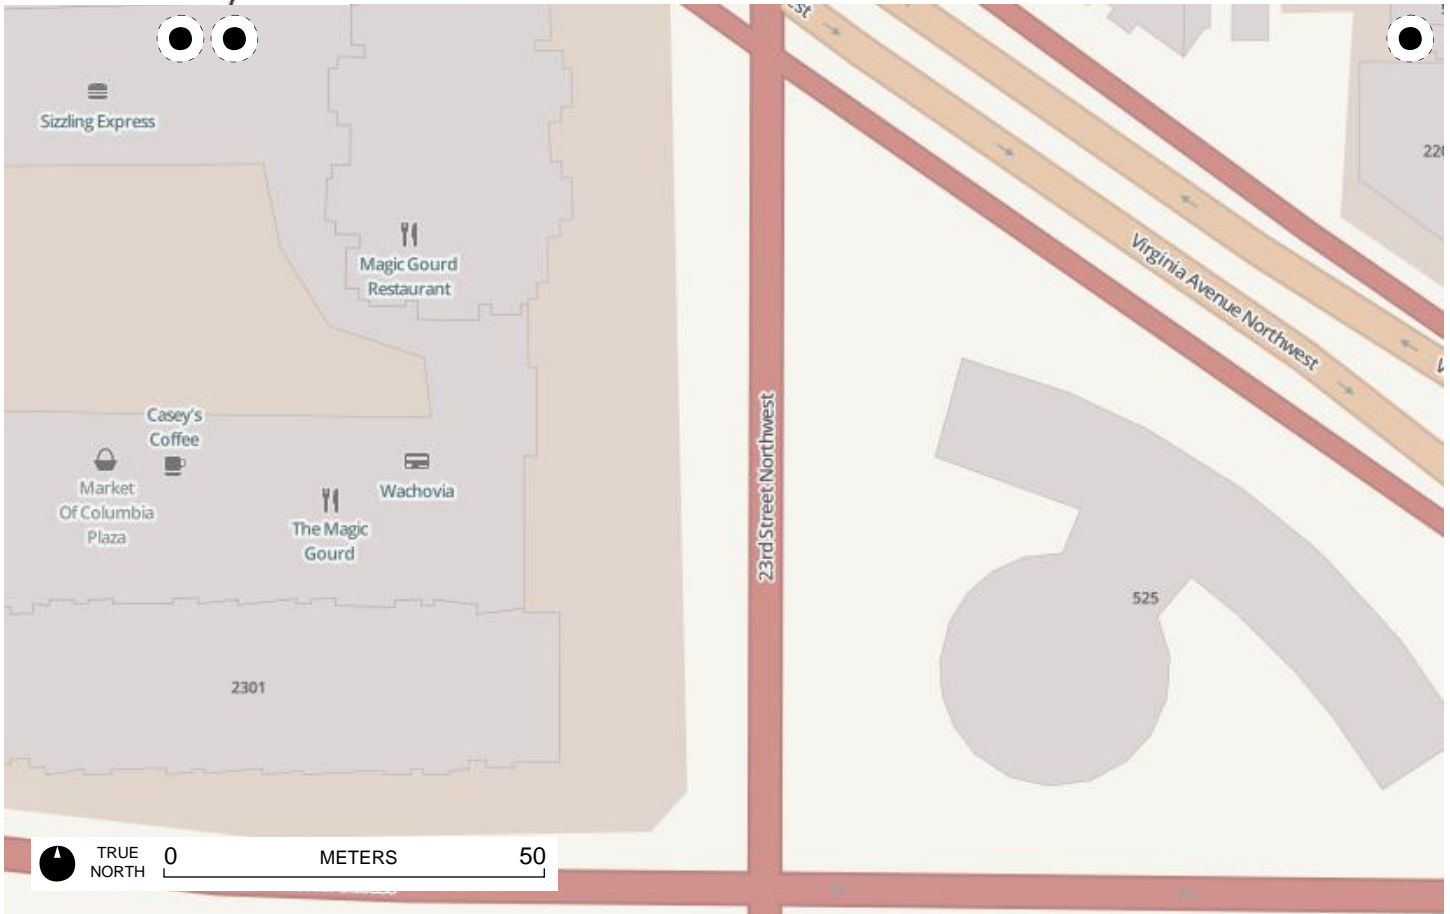 Sizzling Express
220
Magic Gourd
Restaurant
Virginia Avenue Northwest
23rd Street Northwest
Casey's
Coffee
Market
Of Columbia
Plaza
Wachovia
The Magic
Gourd
525
2301
TRUE
NORTH
0
METERS
50